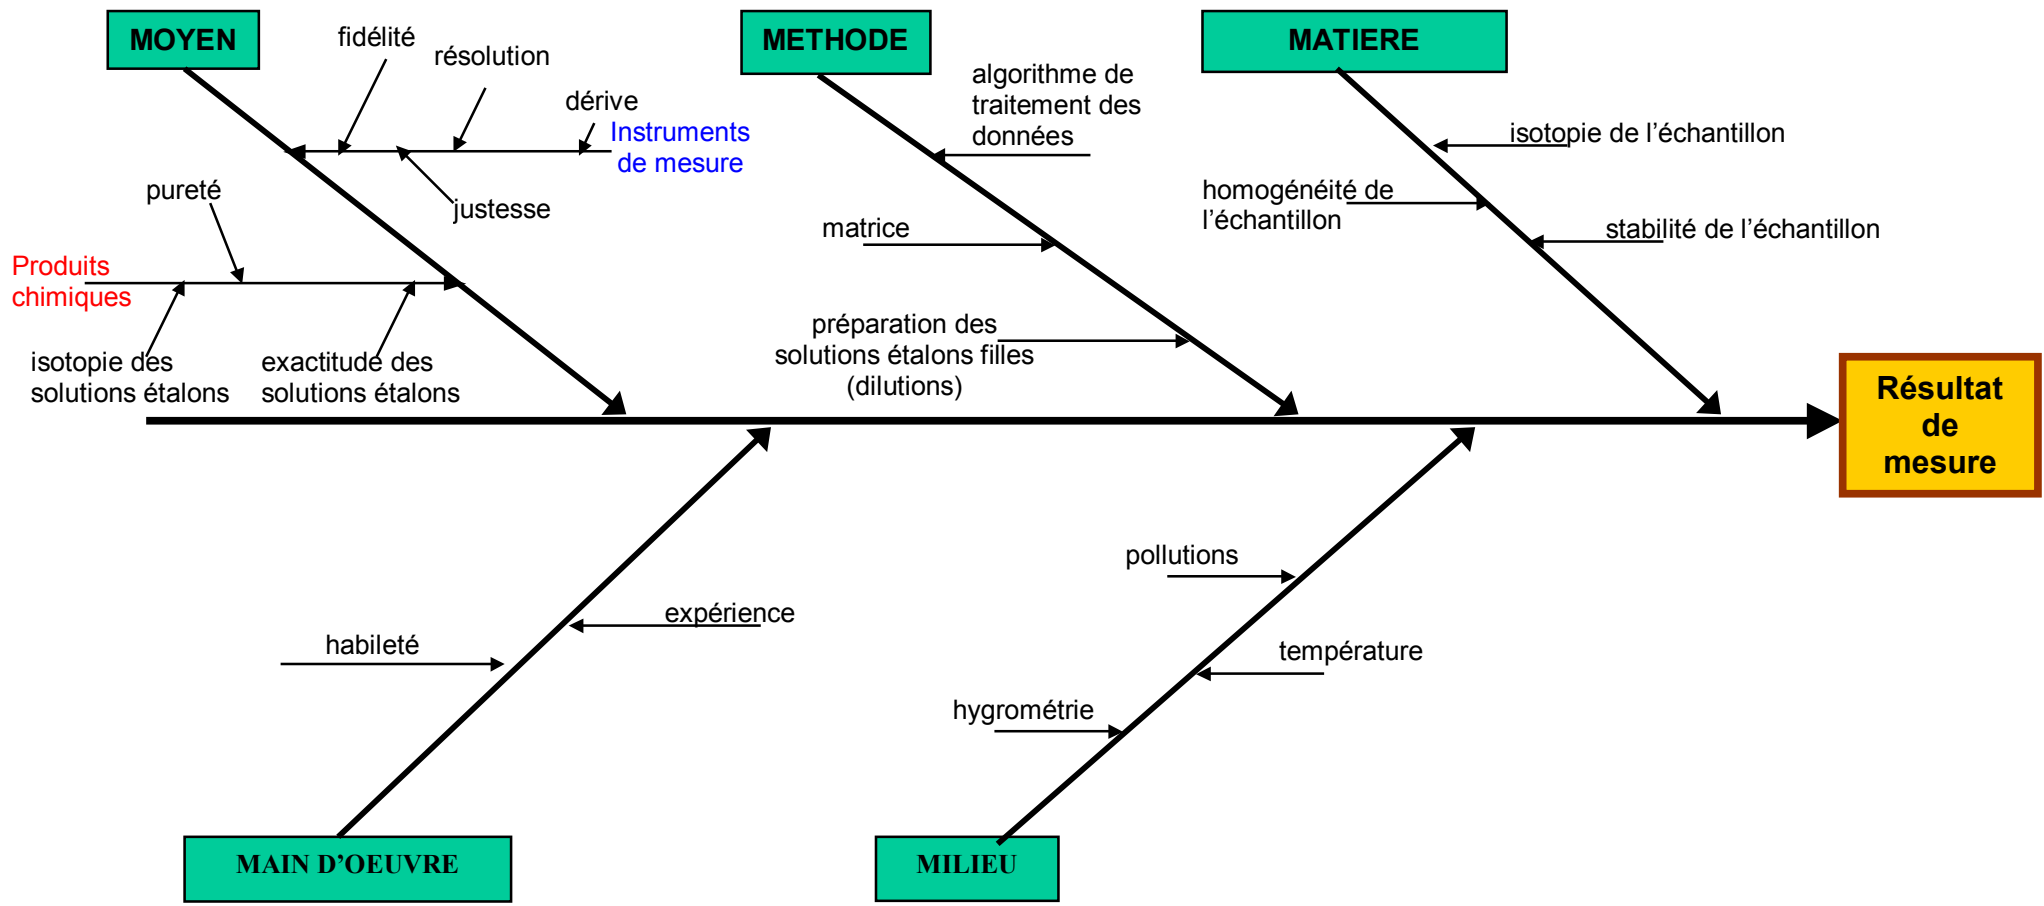 MOYEN
fidélité
résolution
dérive
Instruments
de mesure
justesse
pureté
Produits
chimiques
isotopie des
solutions étalons
exactitude des
solutions étalons
METHODE
algorithme de
traitement des
données
matrice
préparation des
solutions étalons filles
(dilutions)
MATIERE
isotopie de l’échantillon
homogénéité de
l’échantillon
stabilité de l’échantillon
Résultat
de
mesure
habileté
expérience
MAIN D’OEUVRE
pollutions
température
hygrométrie
MILIEU